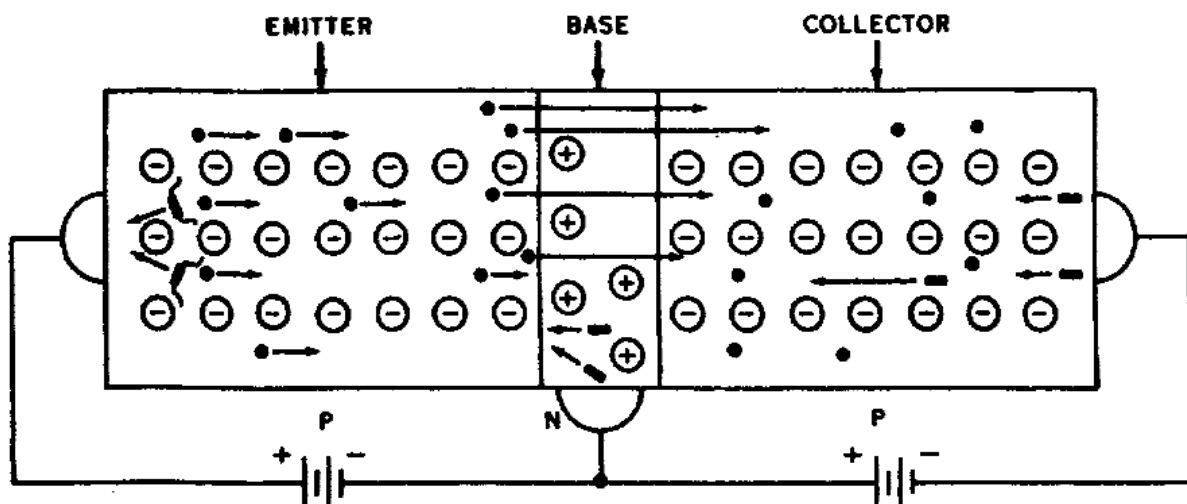 EMITTER BASE COLLECTOR
P N P
+ − + −